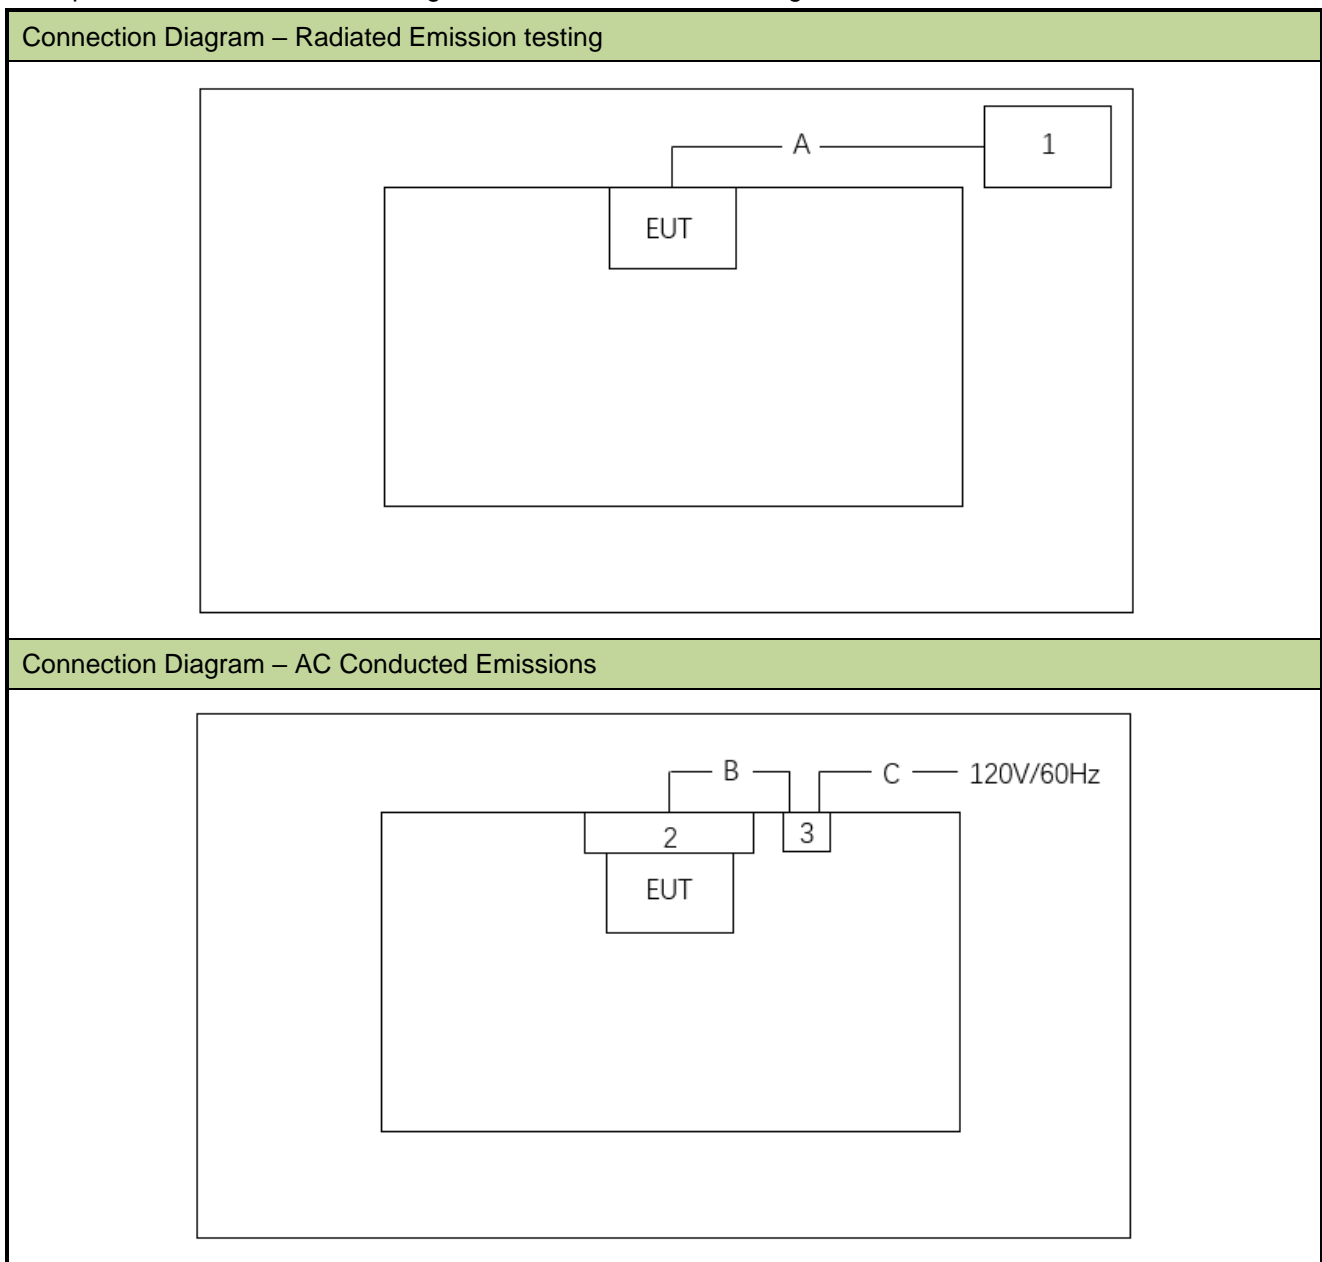 Connection Diagram – Radiated Emission testing
A
1
EUT
Connection Diagram – AC Conducted Emissions
B
C
120V/60Hz
2
3
EUT